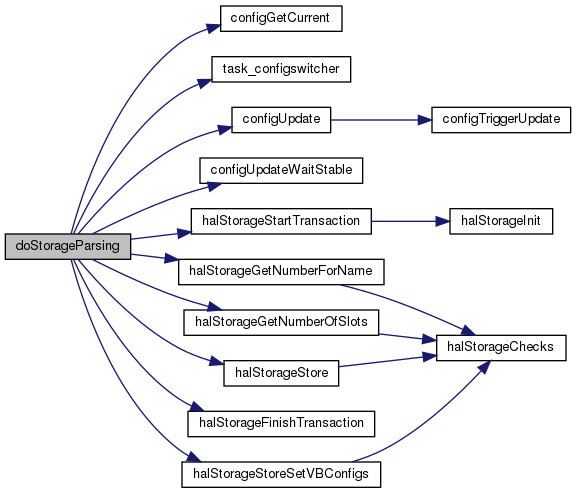 configGetCurrent
task_configswitcher
configUpdate
configTriggerUpdate
configUpdateWaitStable
halStorageStartTransaction
halStorageInit
doStorageParsing
halStorageGetNumberForName
halStorageGetNumberOfSlots
halStorageChecks
halStorageStore
halStorageFinishTransaction
halStorageStoreSetVBConfigs